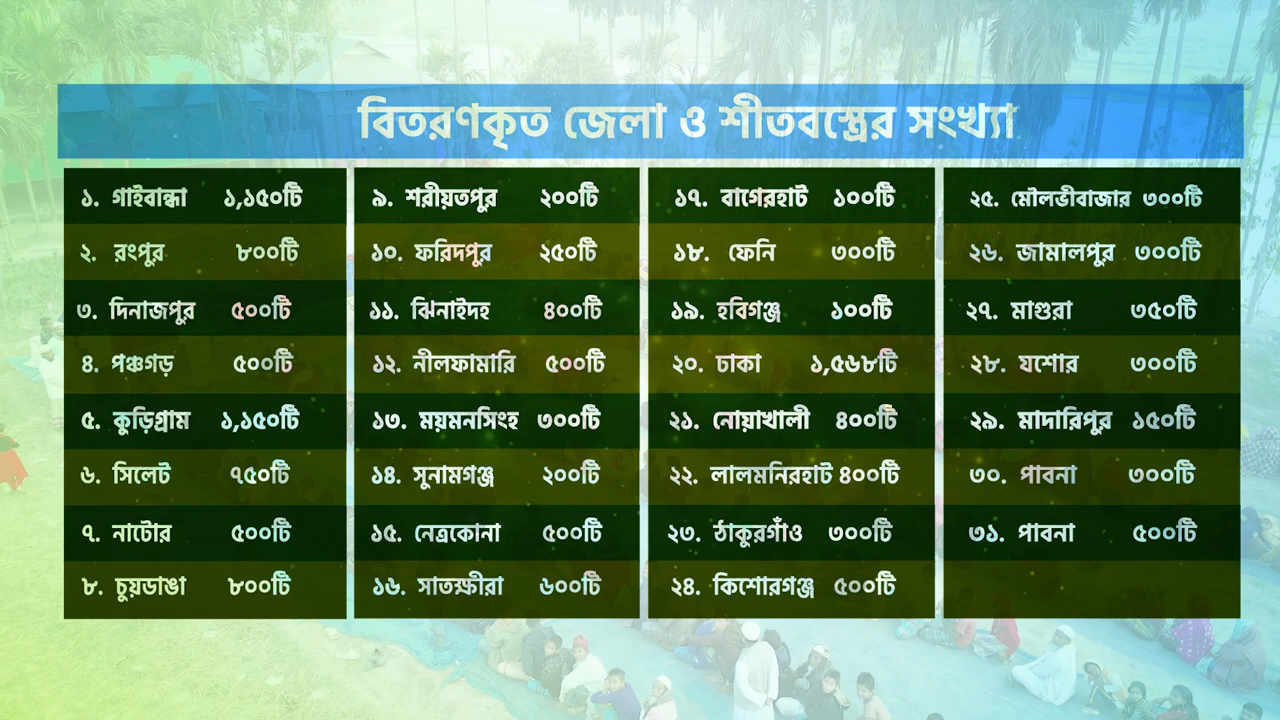 বিতরণকৃত জেলা ও শীতবস্ত্রের সংখ্যা
১. গাইবান্ধা ১,১৫০টি
২. রংপুর ৮০০টি
৩. দিনাজপুর ৫০০টি
৪. পঞ্চগড় ৫০০টি
৫. কুড়িগ্রাম ১,১৫০টি
৬. সিলেট ৭৫০টি
৭. নাটোর ৫০০টি
৮. চুয়ডাঙা ৮০০টি
৯. শরীয়তপুর ২০০টি
১০. ফরিদপুর ২৫০টি
১১. ঝিনাইদহ ৪০০টি
১২. নীলফামারি ৫০০টি
১৩. ময়মনসিংহ ৩০০টি
১৪. সুনামগঞ্জ ২০০টি
১৫. নেত্রকোনা ৫০০টি
১৬. সাতক্ষীরা ৬০০টি
১৭. বাগেরহাট ১০০টি
১৮. ফেনি ৩০০টি
১৯. হবিগঞ্জ ১০০টি
২০. ঢাকা ১,৫৬৮টি
২১. নোয়াখালী ৪০০টি
২২. লালমনিরহাট ৪০০টি
২৩. ঠাকুরগাঁও ৩০০টি
২৪. কিশোরগঞ্জ ৫০০টি
২৫. মৌলভীবাজার ৩০০টি
২৬. জামালপুর ৩০০টি
২৭. মাগুরা ৩৫০টি
২৮. যশোর ৩০০টি
২৯. মাদারিপুর ১৫০টি
৩০. পাবনা ৩০০টি
৩১. পাবনা ৫০০টি